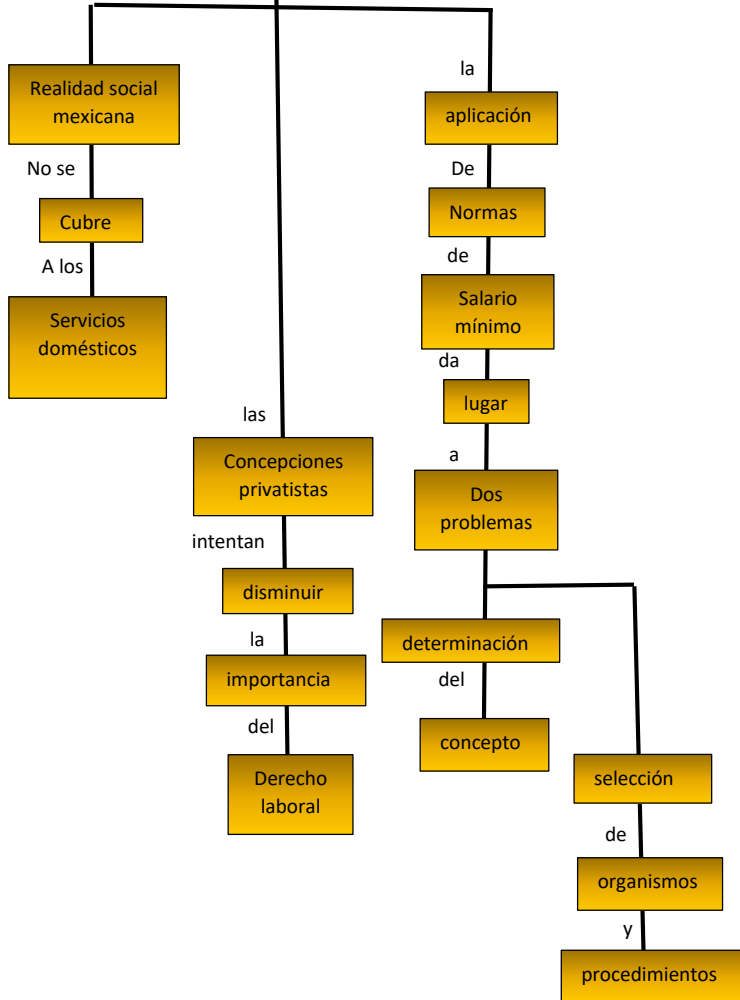 Realidad social
mexicana
No se
Cubre
A los
Servicios
domésticos
las
Concepciones
privatistas
intentan
disminuir
la
importancia
del
Derecho
laboral
la
aplicación
De
Normas
de
Salario
mínimo
da
lugar
a
Dos
problemas
determinación
del
concepto
selección
de
organismos
y
procedimientos